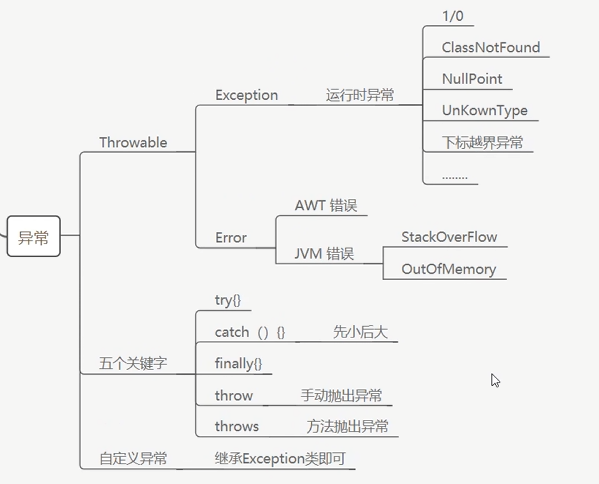 异常
Throwable
Exception
运行时异常
1/0
ClassNotFound
NullPoint
UnKownType
下标越界异常
........
Error
AWT 错误
JVM 错误
StackOverFlow
OutOfMemory
五个关键字
try{}
catch（）{}
先小后大
finally{}
throw
手动抛出异常
throws
方法抛出异常
自定义异常
继承Exception类即可